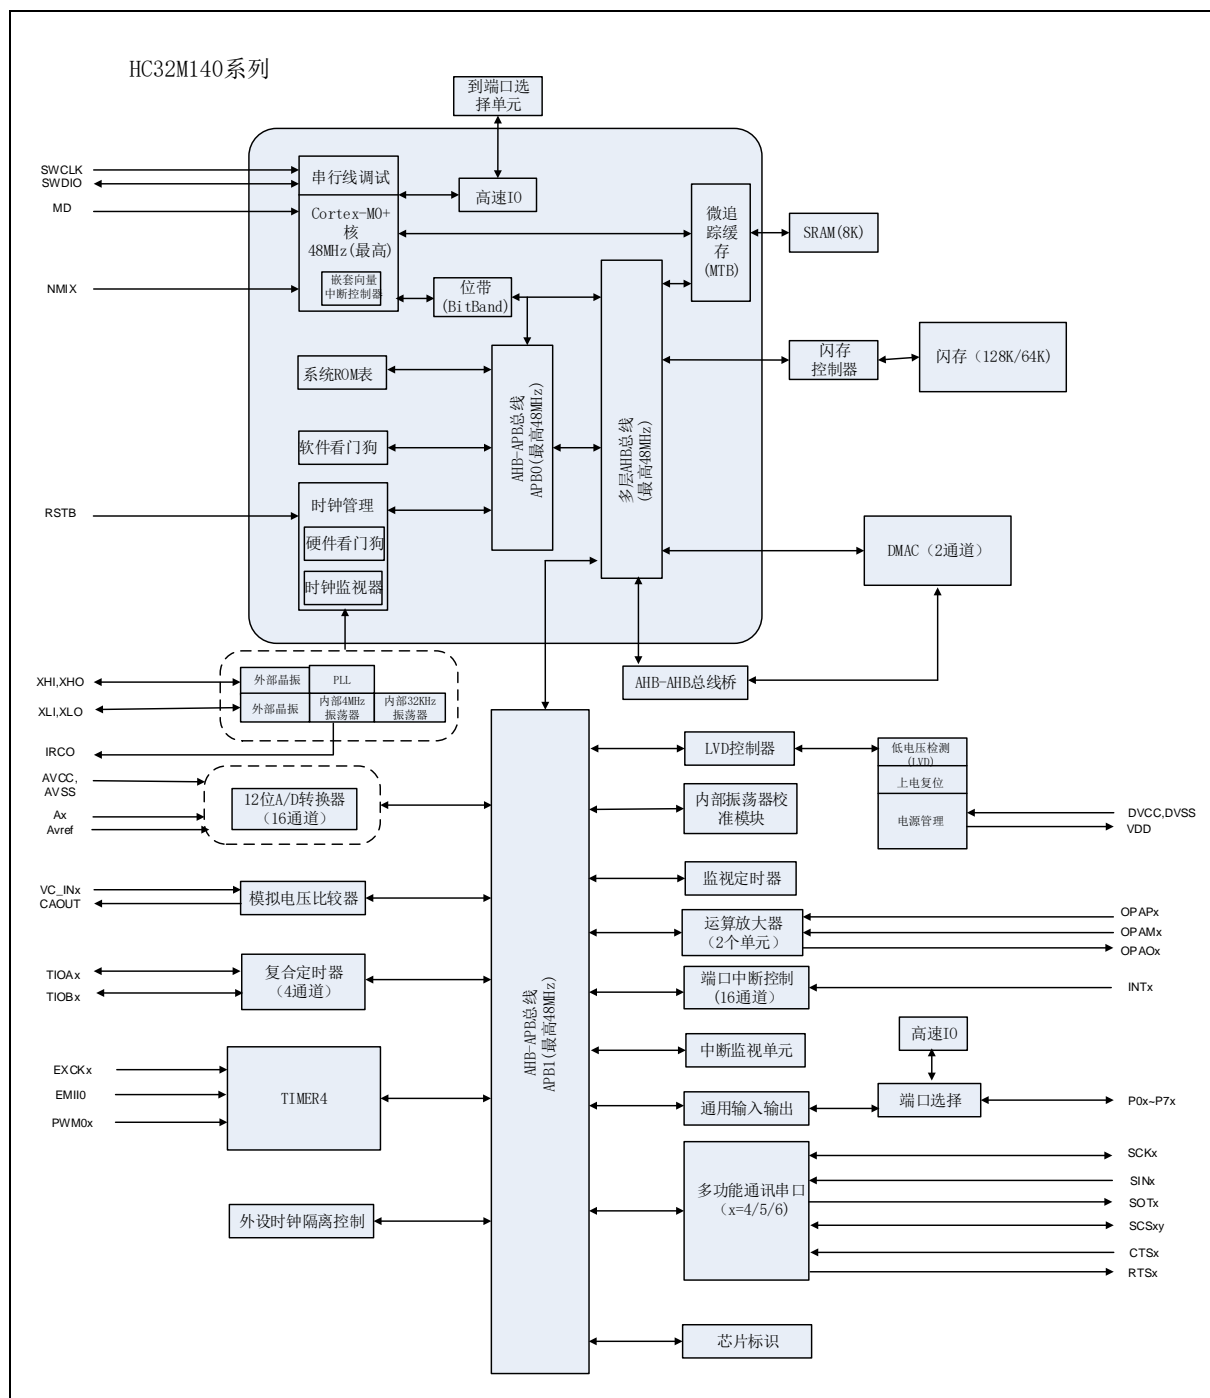 HC32M140系列
到端口选
择单元
SWCLK
SWDIO
MD
NMIX
串行线调试
Cortex-M0+
核
48MHz(最高)
嵌套向量
中断控制器
高速IO
位带
(BitBand)
微追
踪缓
存
(MTB)
SRAM(8K)
闪存
控制器
闪存（128K/64K）
系统ROM表
软件看门狗
AHB-APB总线
APB0(最高48MHz)
多层AHB总线
(最高48MHz)
RSTB
时钟管理
硬件看门狗
时钟监视器
DMAC（2通道）
AHB-AHB总线桥
XHI,XHO
XLI,XLO
IRCO
外部晶振
PLL
外部晶振
内部4MHz
振荡器
内部32KHz
振荡器
AVCC,
AVSS
Ax
Avref
12位A/D转换器
（16通道）
VC_INx
CAOUT
模拟电压比较器
TIOAx
TIOBx
复合定时器
（4通道）
EXCKx
EMII0
PWM0x
TIMER4
外设时钟隔离控制
AHB-APB总线
APB1(最高48MHz)
LVD控制器
低电压检测
(LVD)
上电复位
电源管理
DVCC,DVSS
VDD
内部振荡器校
准模块
监视定时器
运算放大器
（2个单元）
OPAPx
OPAMx
OPAOx
端口中断控制
(16通道）
INTx
中断监视单元
高速IO
通用输入输出
端口选择
P0x~P7x
多功能通讯串口
（x=4/5/6)
SCKx
SINx
SOTx
SCSxy
CTSx
RTSx
芯片标识